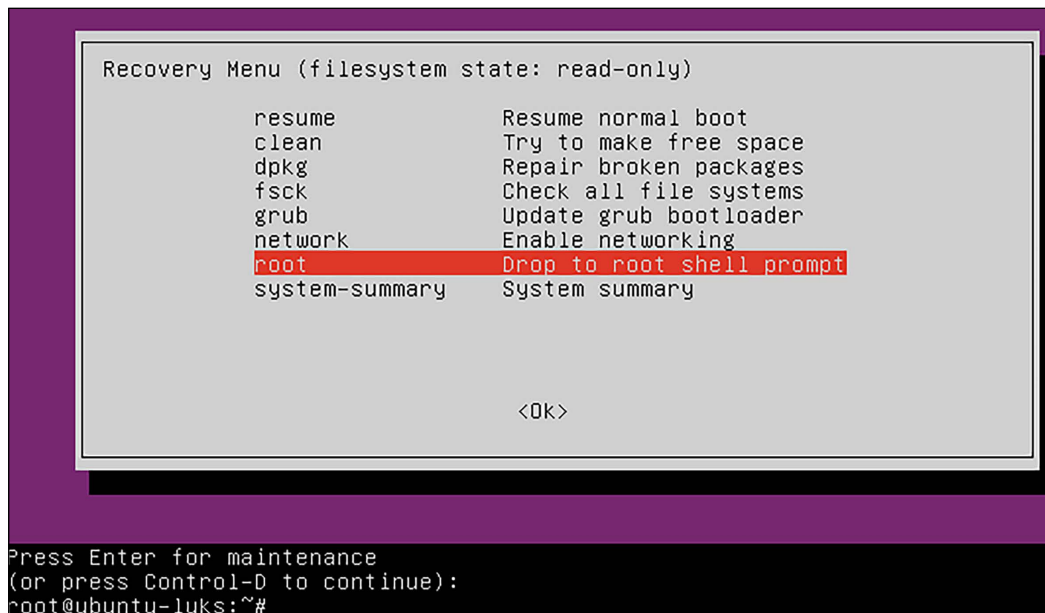 Recovery Menu (filesystem state: read-only)
resume Resume normal boot
clean Try to make free space
dpkg Repair broken packages
fsck Check all file systems
grub Update grub bootloader
network Enable networking
root Drop to root shell prompt
system-summary System summary
<Ok>
Press Enter for maintenance
(or press Control-D to continue):
root@ubuntu-luks:~#